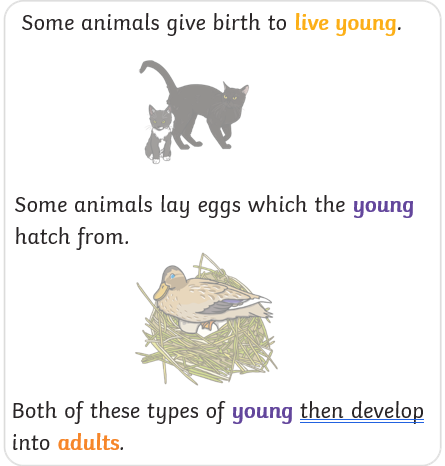 Some animals give birth to live young.
Some animals lay eggs which the young
hatch from.
Both of these types of young then develop
into adults.